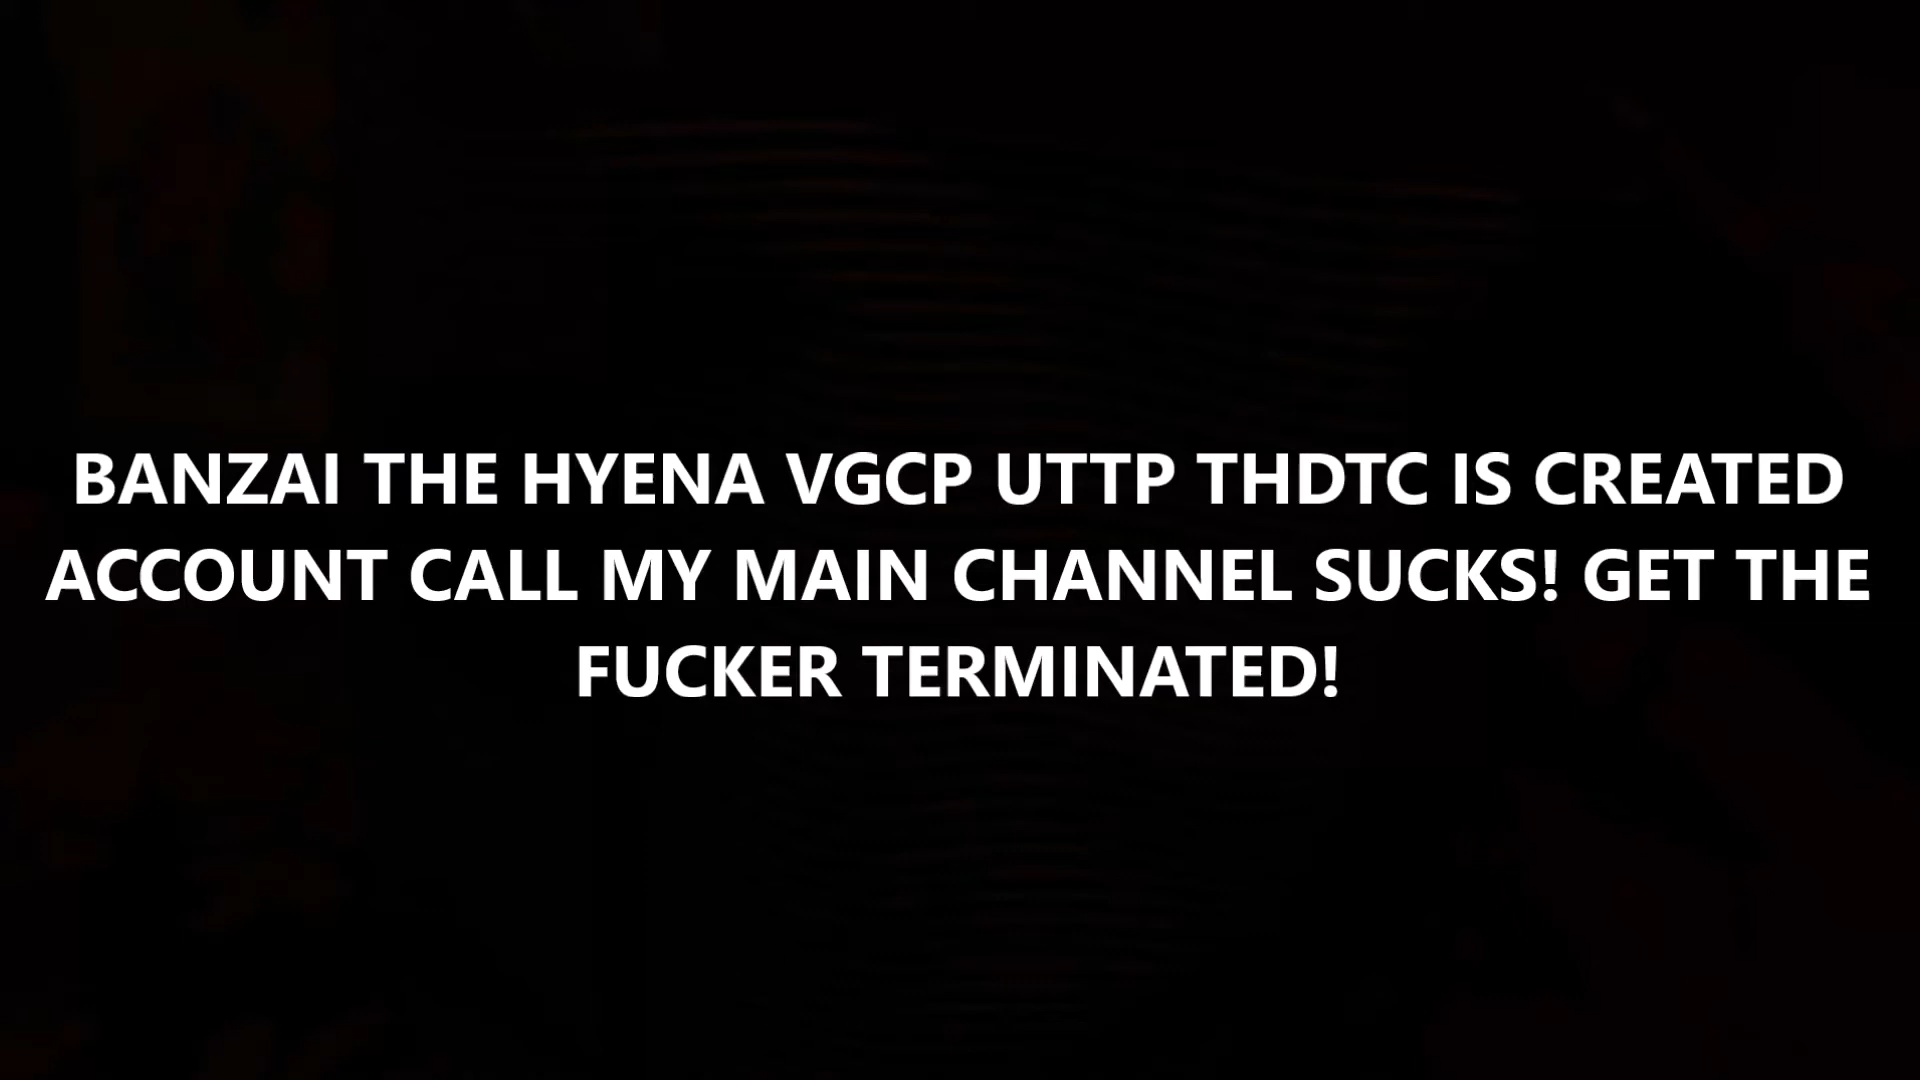 BANZAI THE HYENA VGCP UTTP THDTC IS CREATED
ACCOUNT CALL MY MAIN CHANNEL SUCKS! GET THE
FUCKER TERMINATED!